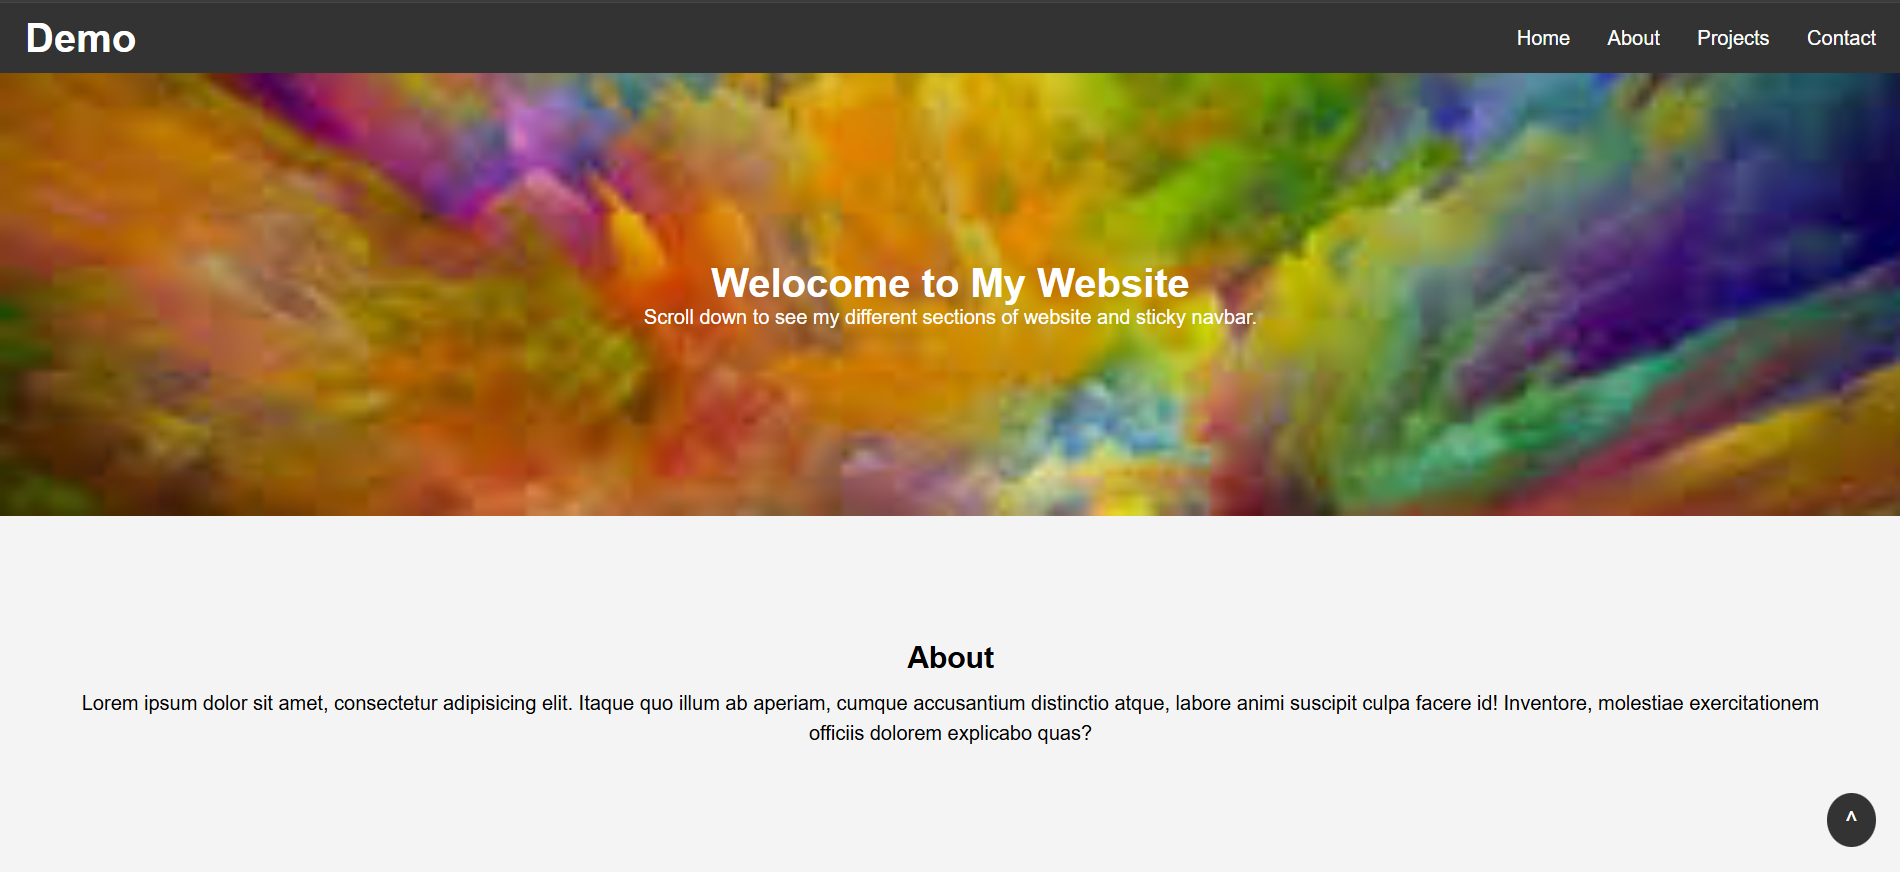 Demo
Home About Projects Contact
Welocome to My Website
Scroll down to see my different sections of website and sticky navbar.
About
Lorem ipsum dolor sit amet, consectetur adipisicing elit. Itaque quo illum ab aperiam, cumque accusantium distinctio atque, labore animi suscipit culpa facere id! Inventore, molestiae exercitationem
officiis dolorem explicabo quas?
^